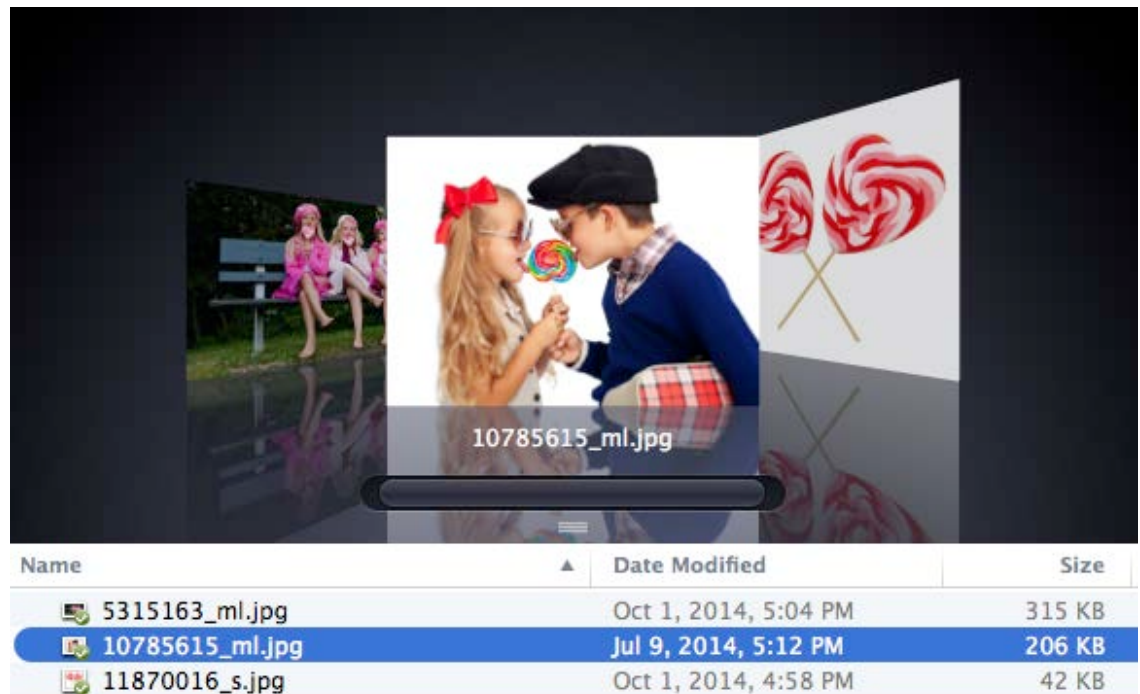 10785615_ml.jpg
Name ▲ Date Modified Size
5315163_ml.jpg Oct 1, 2014, 5:04 PM 315 KB
10785615_ml.jpg Jul 9, 2014, 5:12 PM 206 KB
11870016_s.jpg Oct 1, 2014, 4:58 PM 42 KB